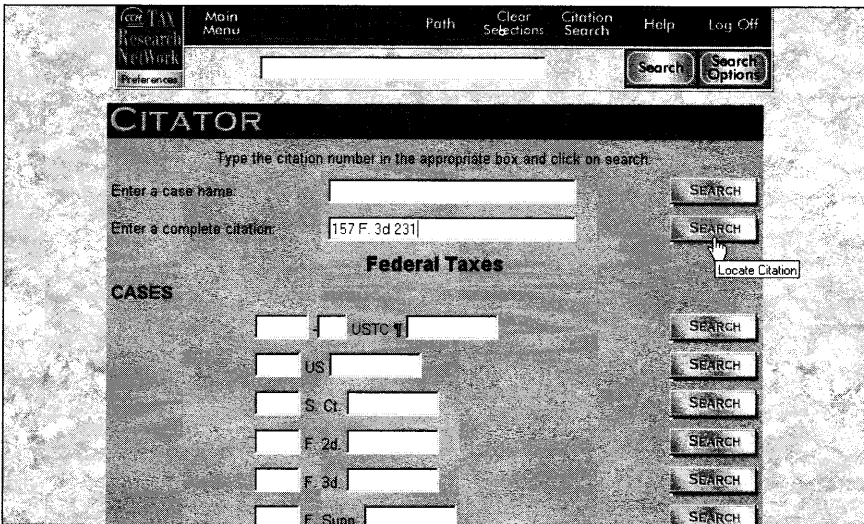 CCH TAX
Research
NetWork
Preferences
Main
Menu
Path
Clear
Selections
Citation
Search
Help
Log Off
Search
Search
Options
CITATOR
Type the citation number in the appropriate box and click on search.
Enter a case name:
SEARCH
Enter a complete citation:
157 F. 3d 231
SEARCH
Locate Citation
Federal Taxes
CASES
- USTC ¶ SEARCH
US SEARCH
S. Ct. SEARCH
F. 2d. SEARCH
F. 3d. SEARCH
F. Supp. SEARCH